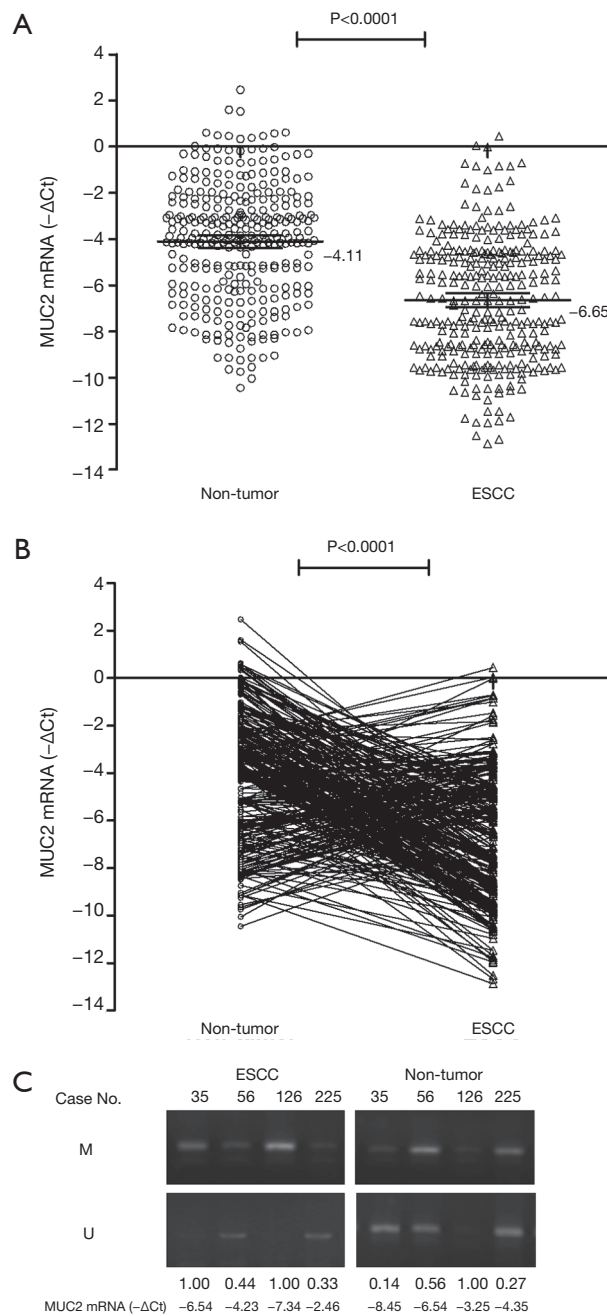 A
P<0.0001
4
2
0
−2
−4
−6
−8
−10
−12
−14
MUC2 mRNA (−ΔCt)
−4.11
−6.65
Non-tumor ESCC
B
P<0.0001
4
2
0
−2
−4
−6
−8
−10
−12
−14
MUC2 mRNA (−ΔCt)
Non-tumor ESCC
C
ESCC Non-tumor
Case No. 35 56 126 225 35 56 126 225
M
U
1.00 0.44 1.00 0.33 0.14 0.56 1.00 0.27
MUC2 mRNA (−ΔCt) −6.54 −4.23 −7.34 −2.46 −8.45 −6.54 −3.25 −4.35